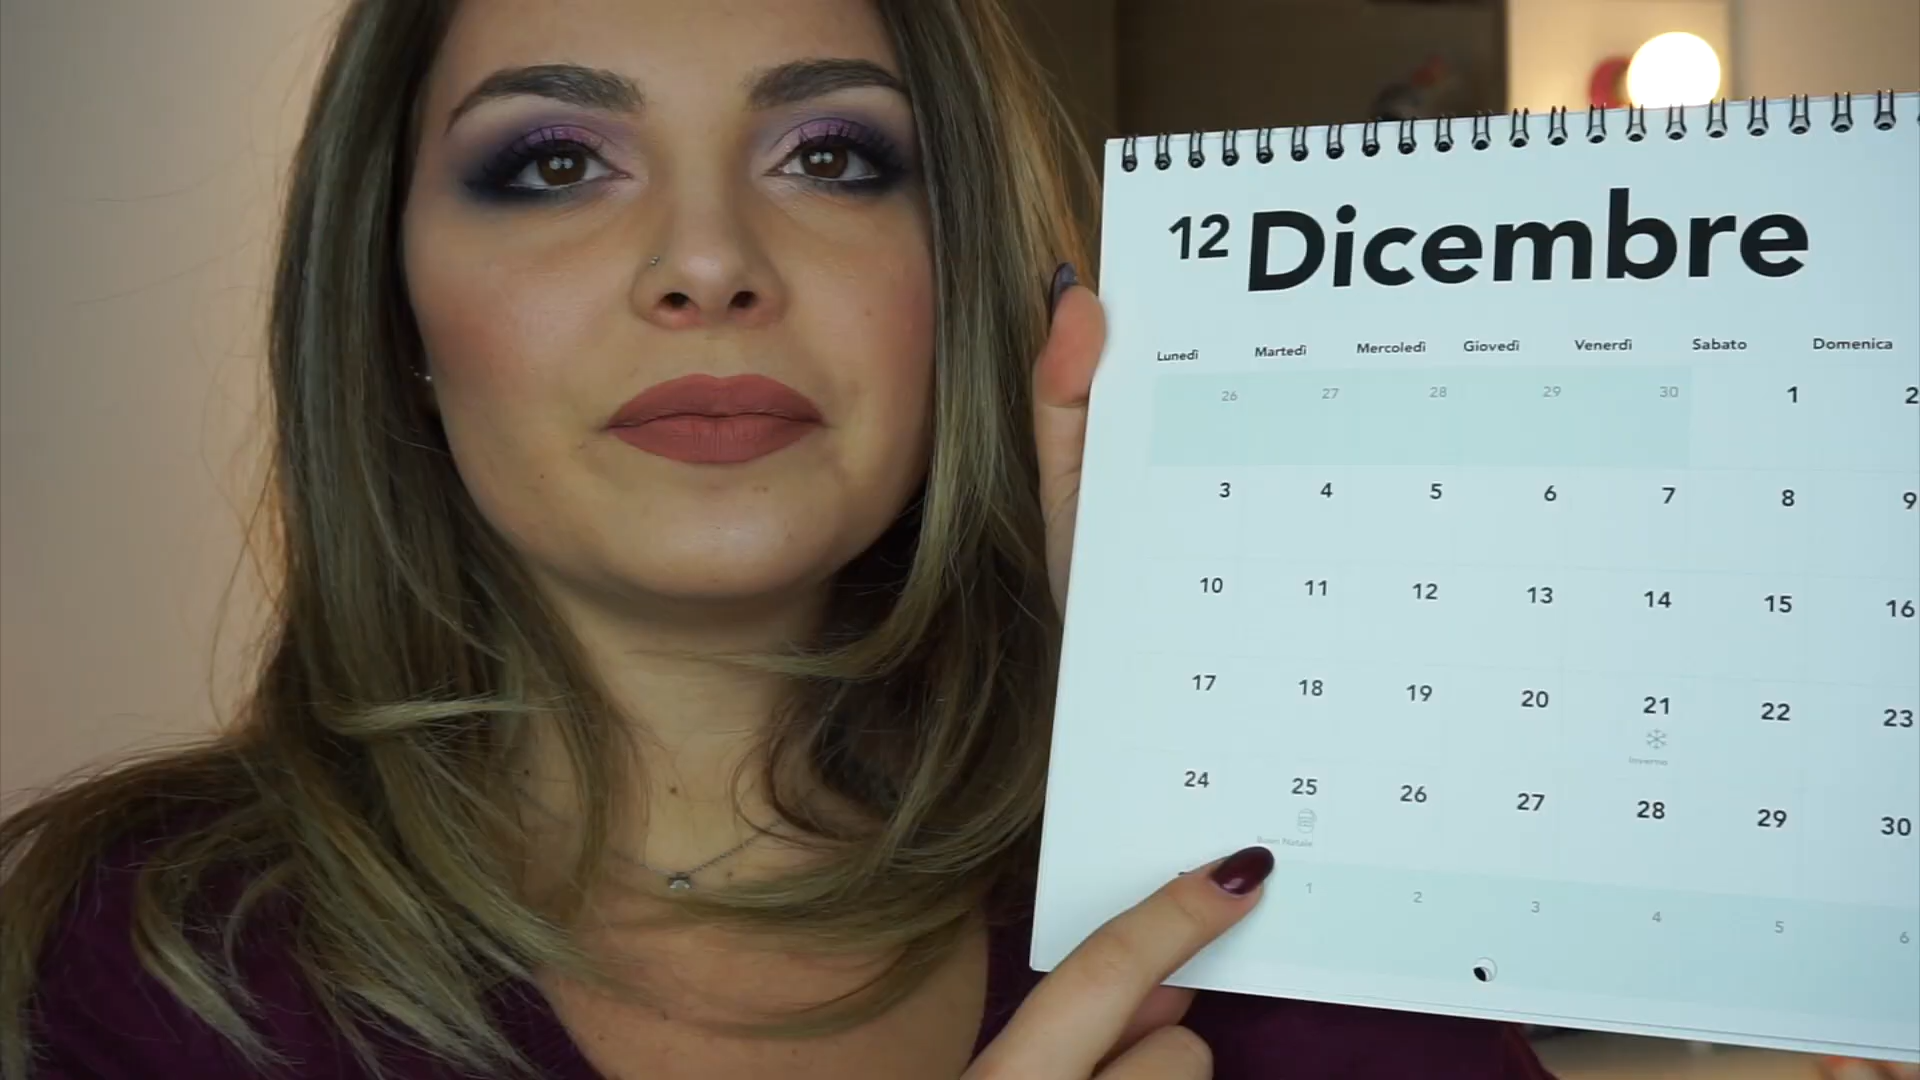 12 Dicembre
Lunedì Martedì Mercoledì Giovedì Venerdì Sabato Domenica
26 27 28 29 30 1 2
3 4 5 6 7 8 9
10 11 12 13 14 15 16
17 18 19 20 21 22 23
Inverno
24 25 26 27 28 29 30
Buon Natale
1 2 3 4 5 6